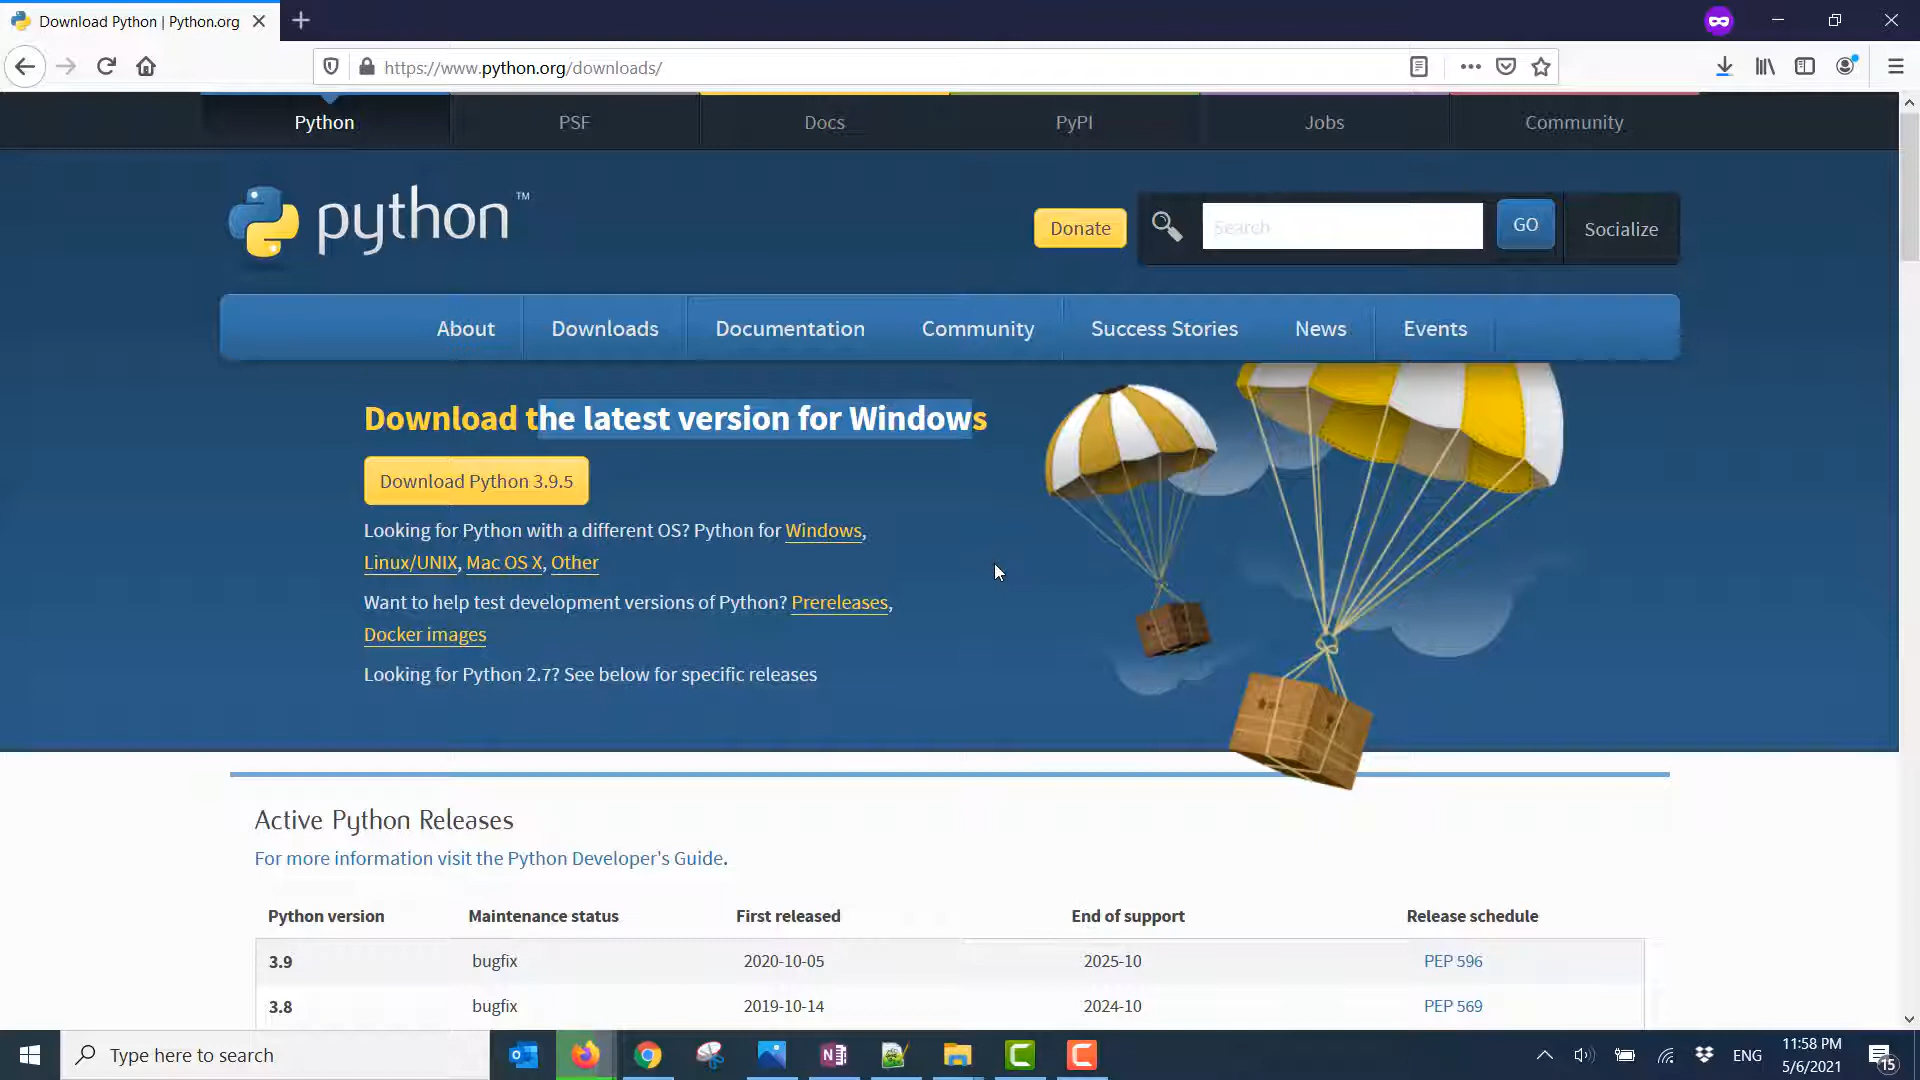 Download Python | Python.org
https://www.python.org/downloads/
Python
PSF
Docs
PyPI
Jobs
Community
python™
Donate
Search
GO
Socialize
About
Downloads
Documentation
Community
Success Stories
News
Events
Download the latest version for Windows
Download Python 3.9.5
Looking for Python with a different OS? Python for Windows,
Linux/UNIX, Mac OS X, Other
Want to help test development versions of Python? Prereleases,
Docker images
Looking for Python 2.7? See below for specific releases
Active Python Releases
For more information visit the Python Developer's Guide.
Python version Maintenance status First released End of support Release schedule
3.9 bugfix 2020-10-05 2025-10 PEP 596
3.8 bugfix 2019-10-14 2024-10 PEP 569
Type here to search
ENG
11:58 PM
5/6/2021
15